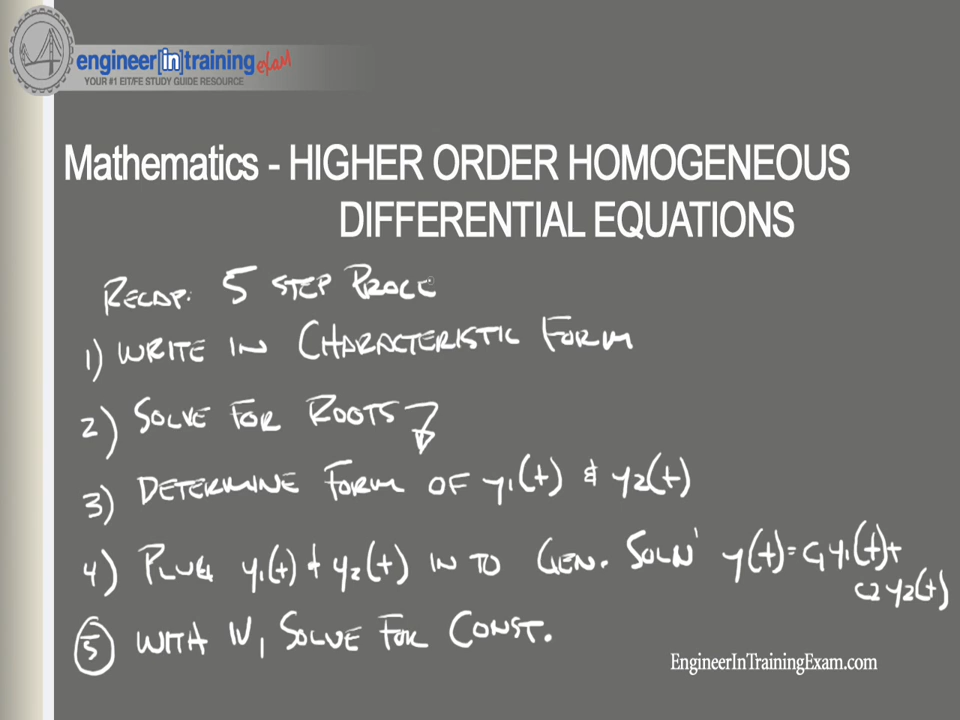 engineer[in]training exam
YOUR #1 EIT/FE STUDY GUIDE RESOURCE
Mathematics - HIGHER ORDER HOMOGENEOUS
DIFFERENTIAL EQUATIONS
RECAP: 5 STEP PROCE
1) WRITE IN CHARACTERISTIC FORM
2) SOLVE FOR ROOTS
3) DETERMINE FORM OF y1(t) & y2(t)
4) PLUG y1(t) & y2(t) IN TO GEN. SOLN' y(t) = C1y1(t) +
C2y2(t)
5) WITH IV, SOLVE FOR CONST.
EngineerInTrainingExam.com